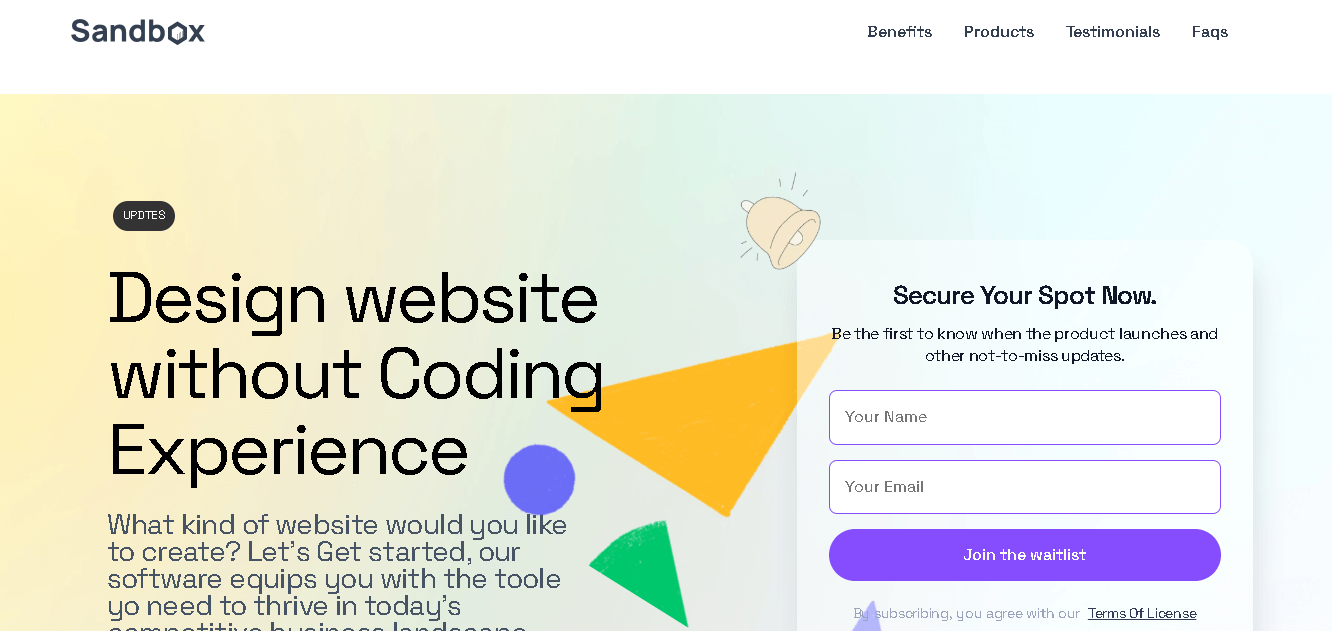 Sandbox
Benefits Products Testimonials Faqs
UPDTES
Design website
without Coding
Experience
What kind of website would you like
to create? Let's Get started, our
software equips you with the toole
yo need to thrive in today's
competitive business landscape
Secure Your Spot Now.
Be the first to know when the product launches and
other not-to-miss updates.
Your Name
Your Email
Join the waitlist
By subscribing, you agree with our Terms Of License